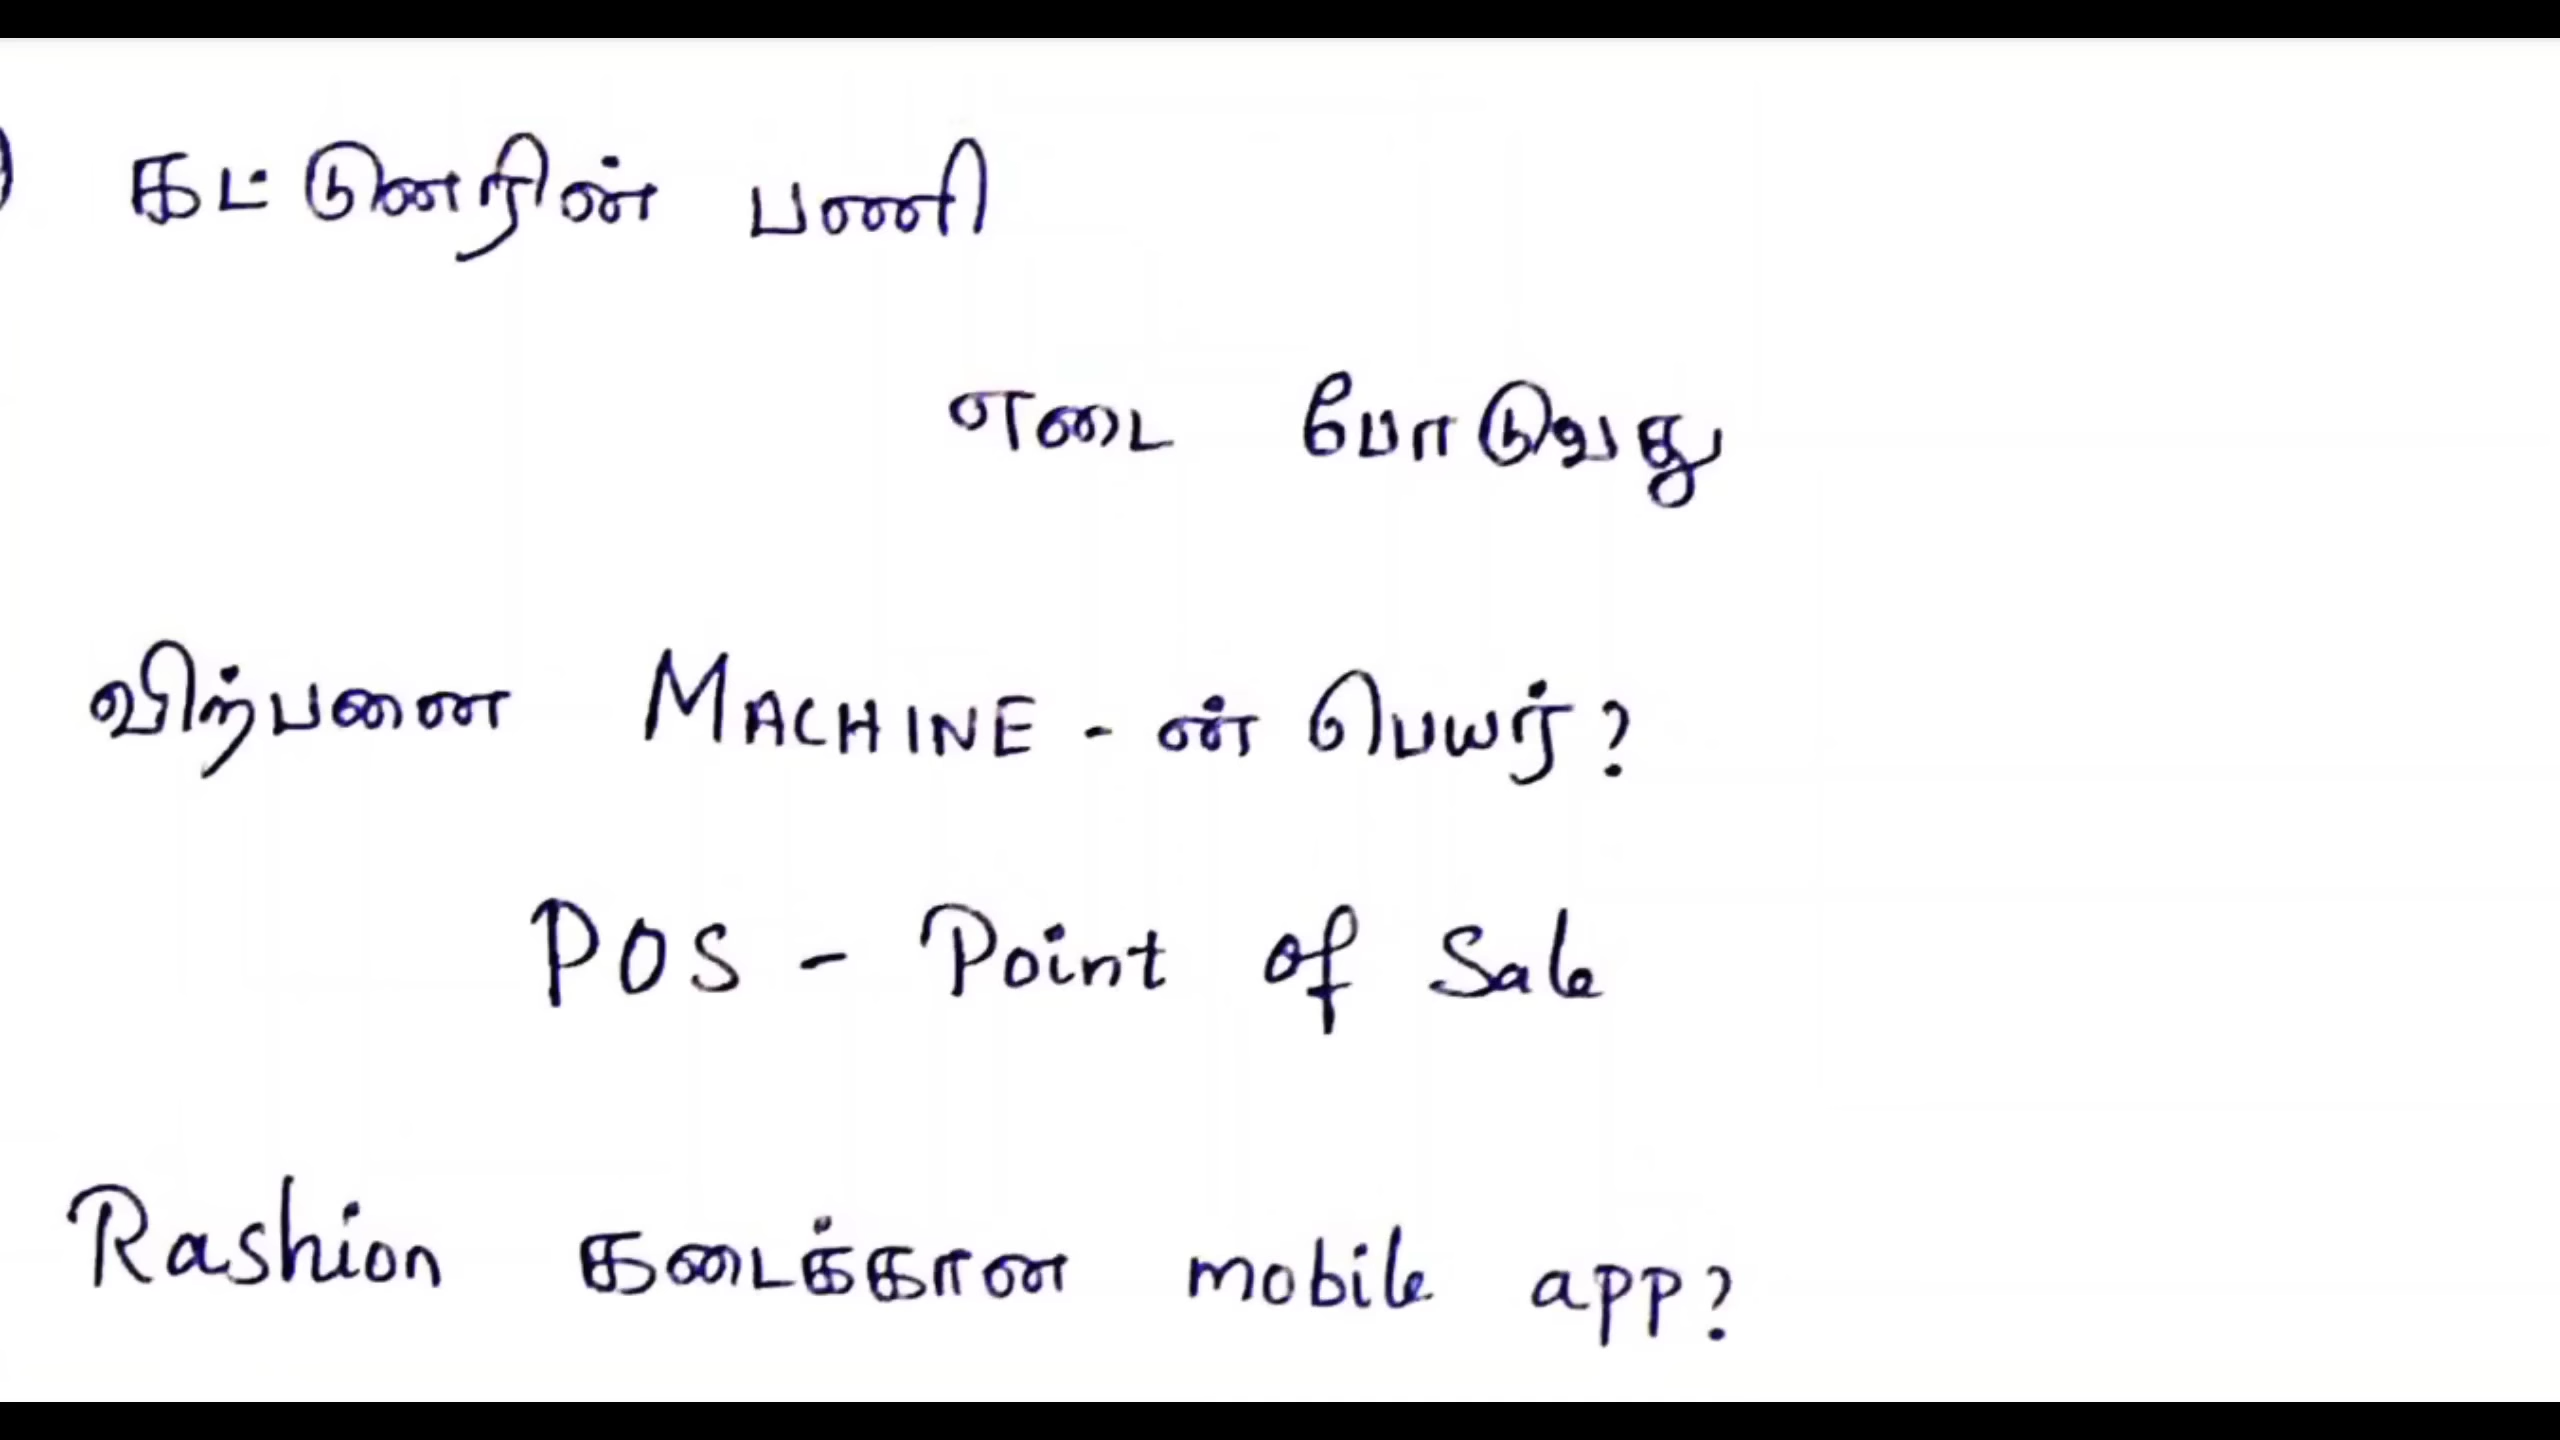 ) கட்டுனரின் பணி
எடை போடுவது
விற்பனை MACHINE - ன் பெயர்?
POS - Point of Sale
Rashion கடைக்கான mobile app?